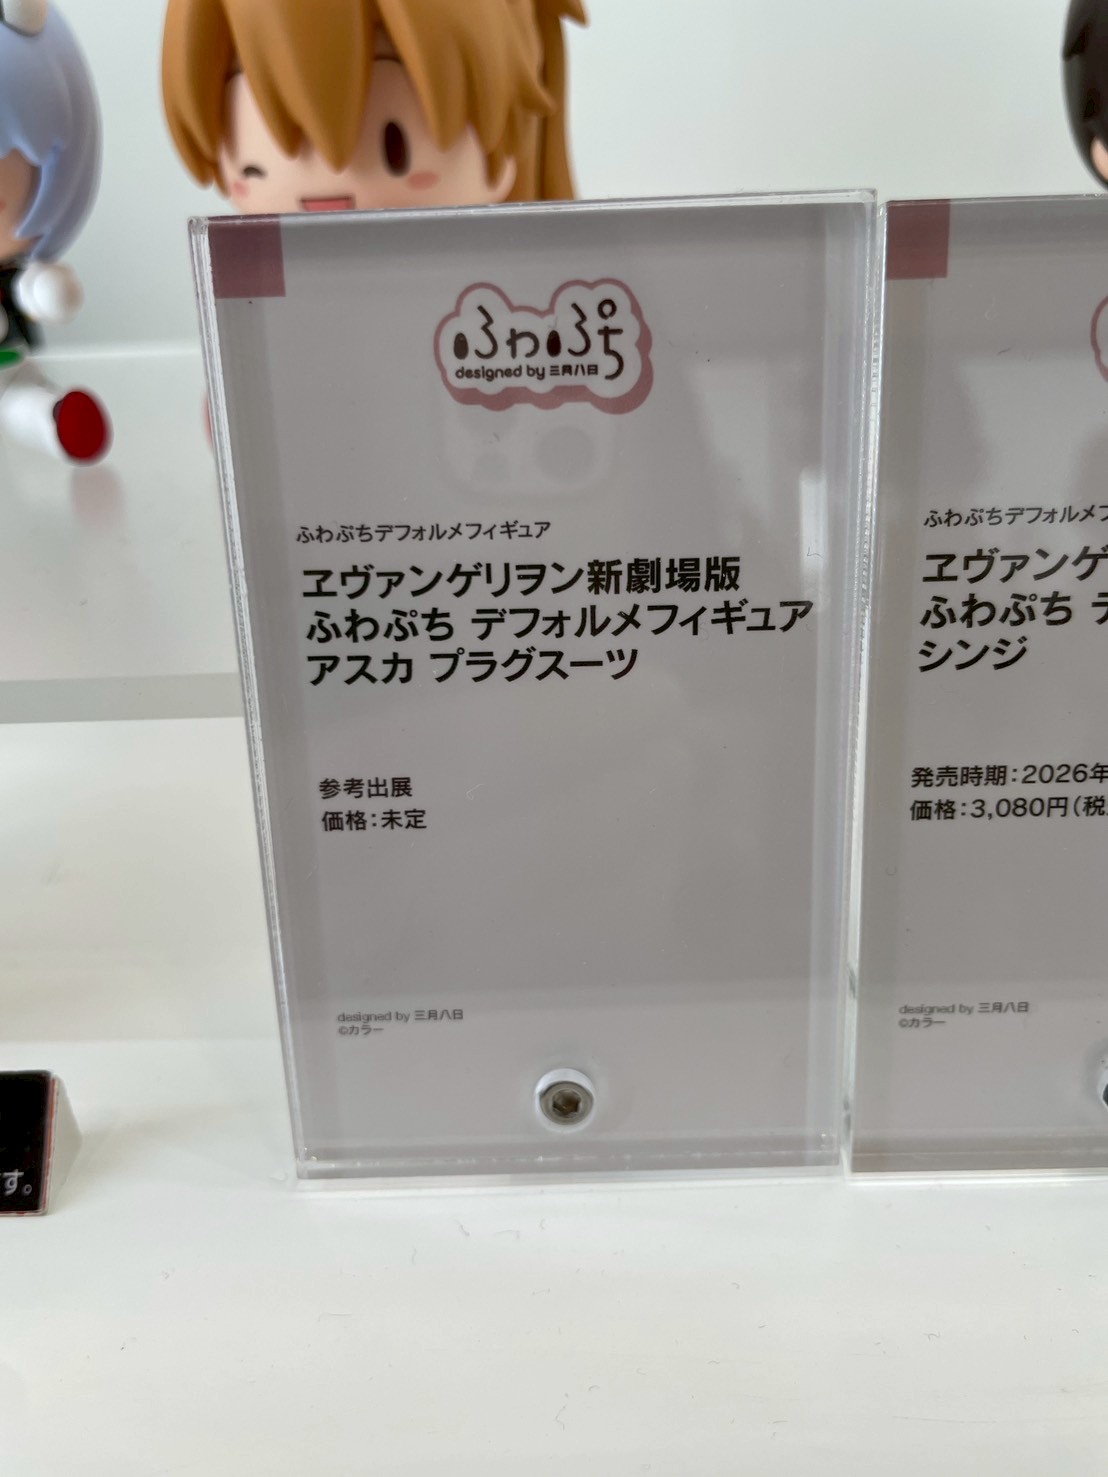 ふわぷち
designed by 三月八日
ふわぷちデフォルメフィギュア
ヱヴァンゲリヲン新劇場版
ふわぷち デフォルメフィギュア
アスカ プラグスーツ
参考出展
価格：未定
designed by 三月八日
©カラー
ふわぷちデフォルメフ
ヱヴァンゲ
ふわぷち デ
シンジ
発売時期：2026年
価格：3,080円（税
designed by 三月八日
©カラー
す。